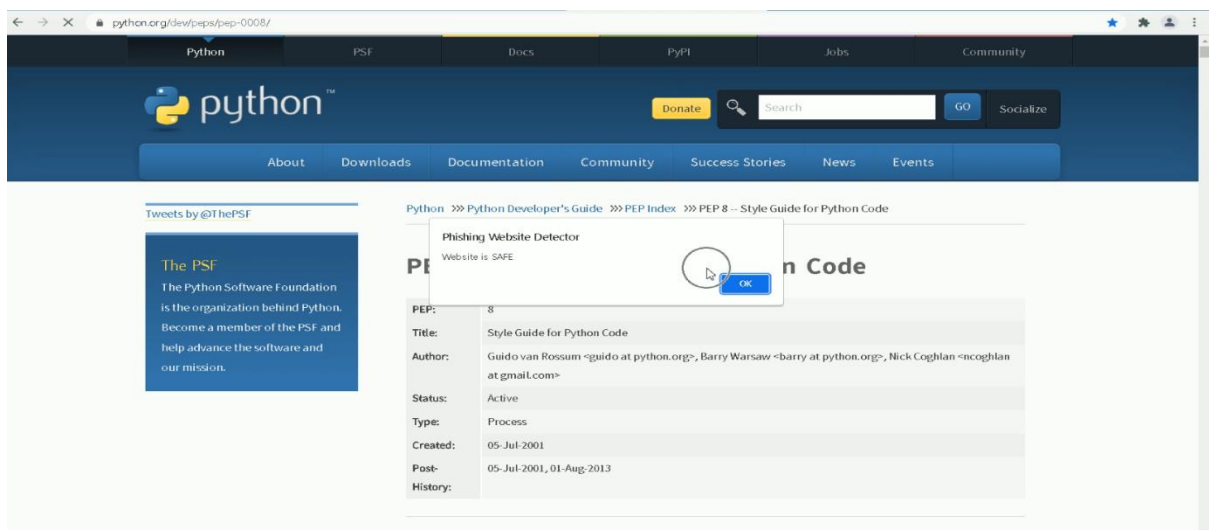 python.org/dev/peps/pep-0008/
Python PSF Docs PyPI Jobs Community
python™
Donate Search GO Socialize
About Downloads Documentation Community Success Stories News Events
Tweets by @ThePSF
The PSF
The Python Software Foundation
is the organization behind Python.
Become a member of the PSF and
help advance the software and
our mission.
Python >>> Python Developer's Guide >>> PEP Index >>> PEP 8 -- Style Guide for Python Code
Phishing Website Detector
Website is SAFE
OK
Code
PEP: 8
Title: Style Guide for Python Code
Author: Guido van Rossum <guido at python.org>, Barry Warsaw <barry at python.org>, Nick Coghlan <ncoghlan
at gmail.com>
Status: Active
Type: Process
Created: 05-Jul-2001
Post-
History:
05-Jul-2001, 01-Aug-2013